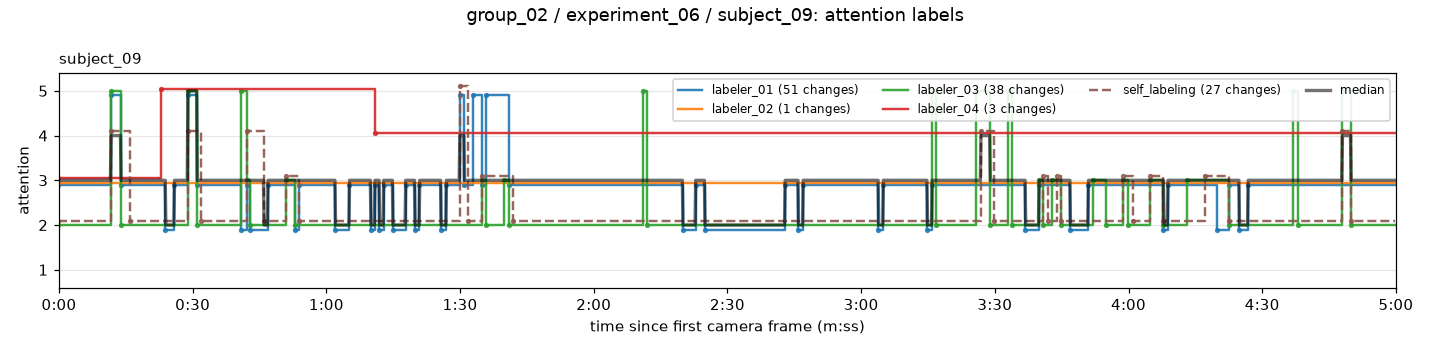 group_02 / experiment_06 / subject_09: attention labels
subject_09
labeler_01 (51 changes)
labeler_02 (1 changes)
labeler_03 (38 changes)
labeler_04 (3 changes)
self_labeling (27 changes)
median
attention
5
4
3
2
1
0:00 0:30 1:00 1:30 2:00 2:30 3:00 3:30 4:00 4:30 5:00
time since first camera frame (m:ss)